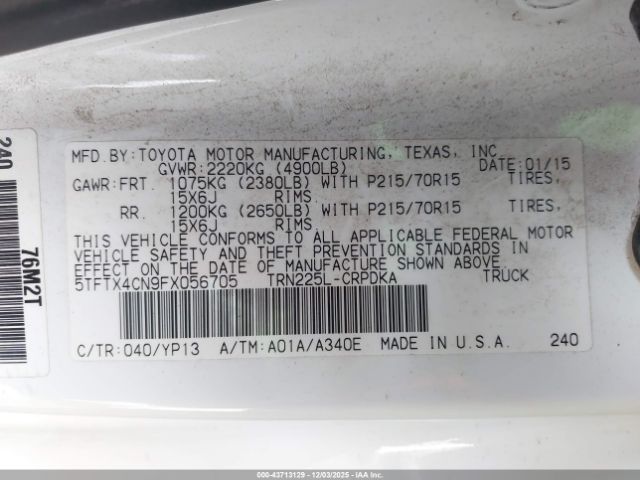 MFD.BY:TOYOTA MOTOR MANUFACTURING, TEXAS, INC.
GVWR:2220KG (4900LB) DATE:01/15
GAWR:FRT. 1075KG (2380LB) WITH P215/70R15 TIRES,
15X6J RIMS
RR. 1200KG (2650LB) WITH P215/70R15 TIRES,
15X6J RIMS
THIS VEHICLE CONFORMS TO ALL APPLICABLE FEDERAL MOTOR
VEHICLE SAFETY AND THEFT PREVENTION STANDARDS IN
EFFECT ON THE DATE OF MANUFACTURE SHOWN ABOVE.
5TFTX4CN9FX056705 TRN225L-CRPDKA TRUCK
C/TR:040/YP13 A/TM:A01A/A340E MADE IN U.S.A. 240
240
76M2T
000-43713129 - 12/03/2025 - IAAI.COM